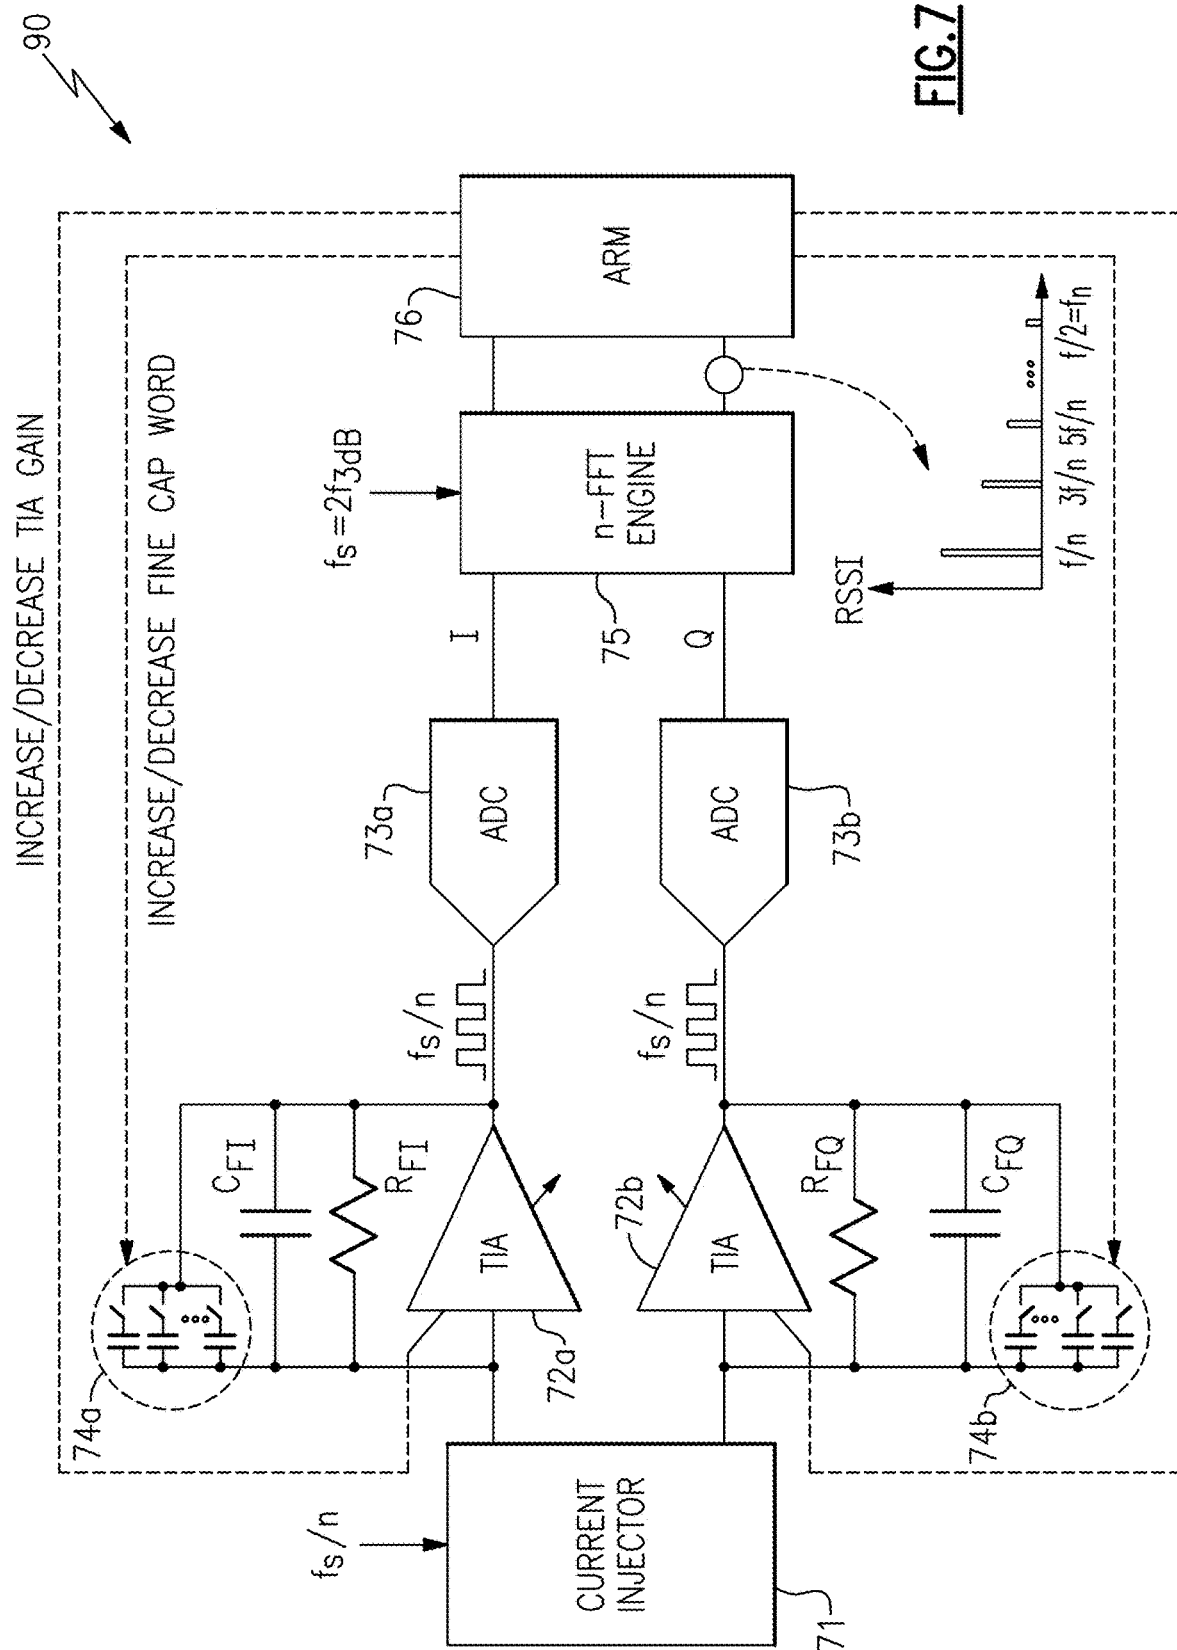 90
INCREASE/DECREASE TIA GAIN
INCREASE/DECREASE FINE CAP WORD
74a
CFI
RFI
fs/n
fs/n
TIA
72a
73a
ADC
I
fs=2f3dB
n-FFT
ENGINE
75
76
ARM
CURRENT
INJECTOR
71
TIA
72b
fs/n
ADC
73b
Q
RFQ
CFQ
74b
RSSI
f/n 3f/n 5f/n f/2=fn
FIG.7